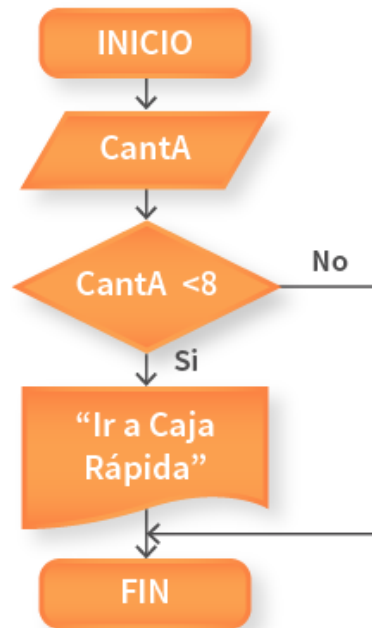 INICIO
CantA
CantA <8
No
Si
“Ir a Caja
Rápida”
FIN